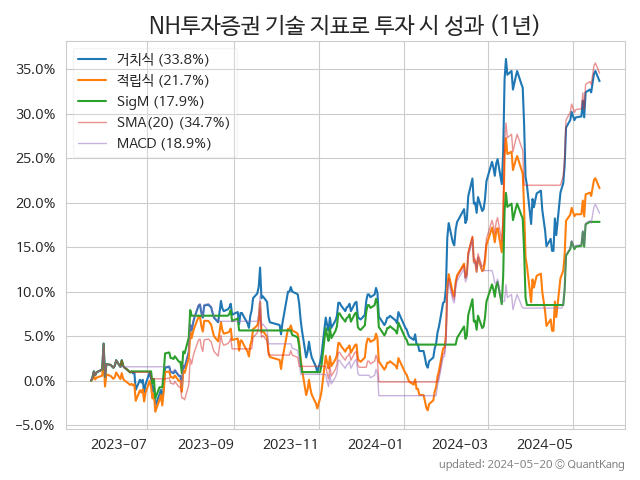 NH투자증권 기술 지표로 투자 시 성과 (1년)
거치식 (33.8%)
적립식 (21.7%)
SigM (17.9%)
SMA(20) (34.7%)
MACD (18.9%)
35.0%
30.0%
25.0%
20.0%
15.0%
10.0%
5.0%
0.0%
−5.0%
2023-07 2023-09 2023-11 2024-01 2024-03 2024-05
updated: 2024-05-20 © QuantKang